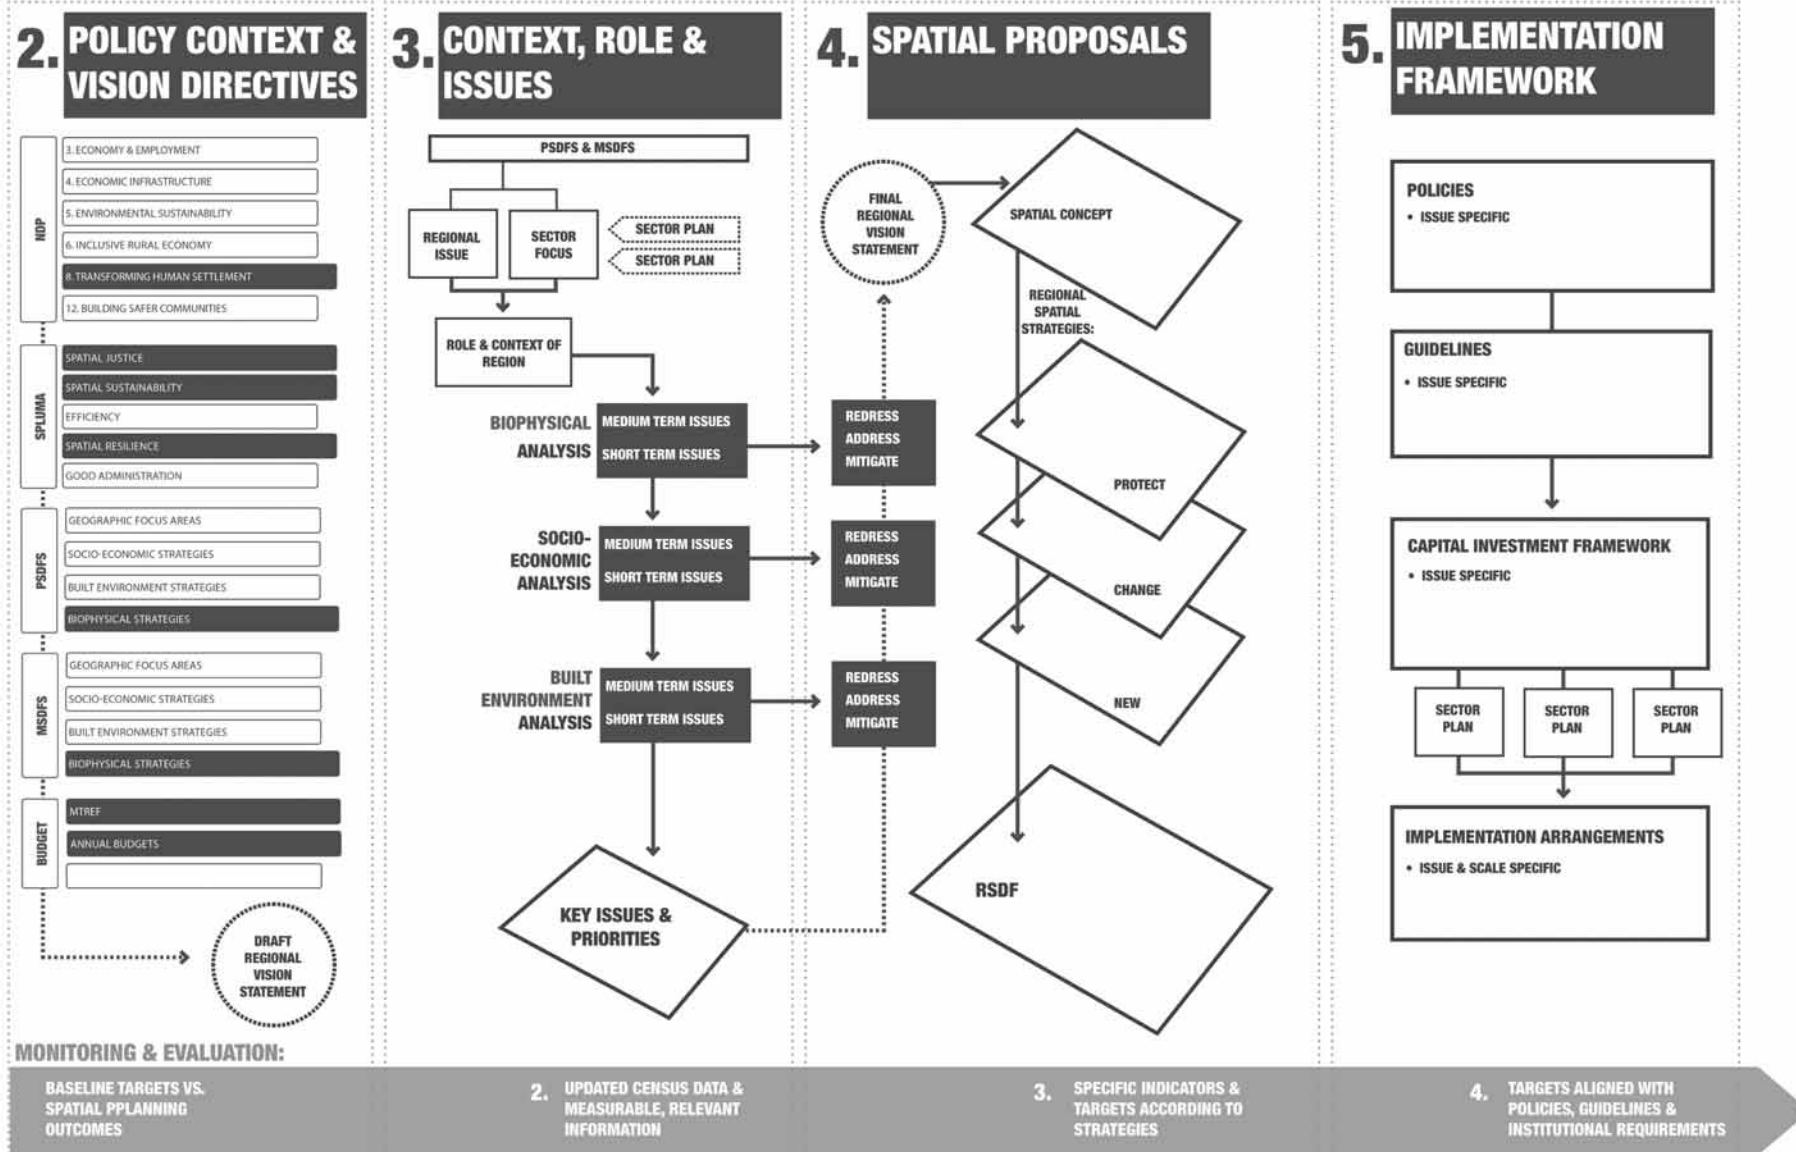 2. POLICY CONTEXT &
VISION DIRECTIVES
NDP
3. ECONOMY & EMPLOYMENT
4. ECONOMIC INFRASTRUCTURE
5. ENVIRONMENTAL SUSTAINABILITY
6. INCLUSIVE RURAL ECONOMY
8. TRANSFORMING HUMAN SETTLEMENT
12. BUILDING SAFER COMMUNITIES
SPLUMA
SPATIAL JUSTICE
SPATIAL SUSTAINABILITY
EFFICIENCY
SPATIAL RESILIENCE
GOOD ADMINISTRATION
PSDFS
GEOGRAPHIC FOCUS AREAS
SOCIO-ECONOMIC STRATEGIES
BUILT ENVIRONMENT STRATEGIES
BIOPHYSICAL STRATEGIES
MSDFS
GEOGRAPHIC FOCUS AREAS
SOCIO-ECONOMIC STRATEGIES
BUILT ENVIRONMENT STRATEGIES
BIOPHYSICAL STRATEGIES
BUDGET
MTREF
ANNUAL BUDGETS
DRAFT
REGIONAL
VISION
STATEMENT
3. CONTEXT, ROLE &
ISSUES
PSDFS & MSDFS
REGIONAL
ISSUE
SECTOR
FOCUS
SECTOR PLAN
SECTOR PLAN
ROLE & CONTEXT OF
REGION
BIOPHYSICAL
ANALYSIS
MEDIUM TERM ISSUES
SHORT TERM ISSUES
SOCIO-
ECONOMIC
ANALYSIS
MEDIUM TERM ISSUES
SHORT TERM ISSUES
BUILT
ENVIRONMENT
ANALYSIS
MEDIUM TERM ISSUES
SHORT TERM ISSUES
KEY ISSUES &
PRIORITIES
4. SPATIAL PROPOSALS
FINAL
REGIONAL
VISION
STATEMENT
REDRESS
ADDRESS
MITIGATE
REDRESS
ADDRESS
MITIGATE
REDRESS
ADDRESS
MITIGATE
SPATIAL CONCEPT
REGIONAL
SPATIAL
STRATEGIES:
PROTECT
CHANGE
NEW
RSDF
5. IMPLEMENTATION
FRAMEWORK
POLICIES
• ISSUE SPECIFIC
GUIDELINES
• ISSUE SPECIFIC
CAPITAL INVESTMENT FRAMEWORK
• ISSUE SPECIFIC
SECTOR
PLAN
SECTOR
PLAN
SECTOR
PLAN
IMPLEMENTATION ARRANGEMENTS
• ISSUE & SCALE SPECIFIC
MONITORING & EVALUATION:
BASELINE TARGETS VS.
SPATIAL PPLANNING
OUTCOMES
2. UPDATED CENSUS DATA &
MEASURABLE, RELEVANT
INFORMATION
3. SPECIFIC INDICATORS &
TARGETS ACCORDING TO
STRATEGIES
4. TARGETS ALIGNED WITH
POLICIES, GUIDELINES &
INSTITUTIONAL REQUIREMENTS